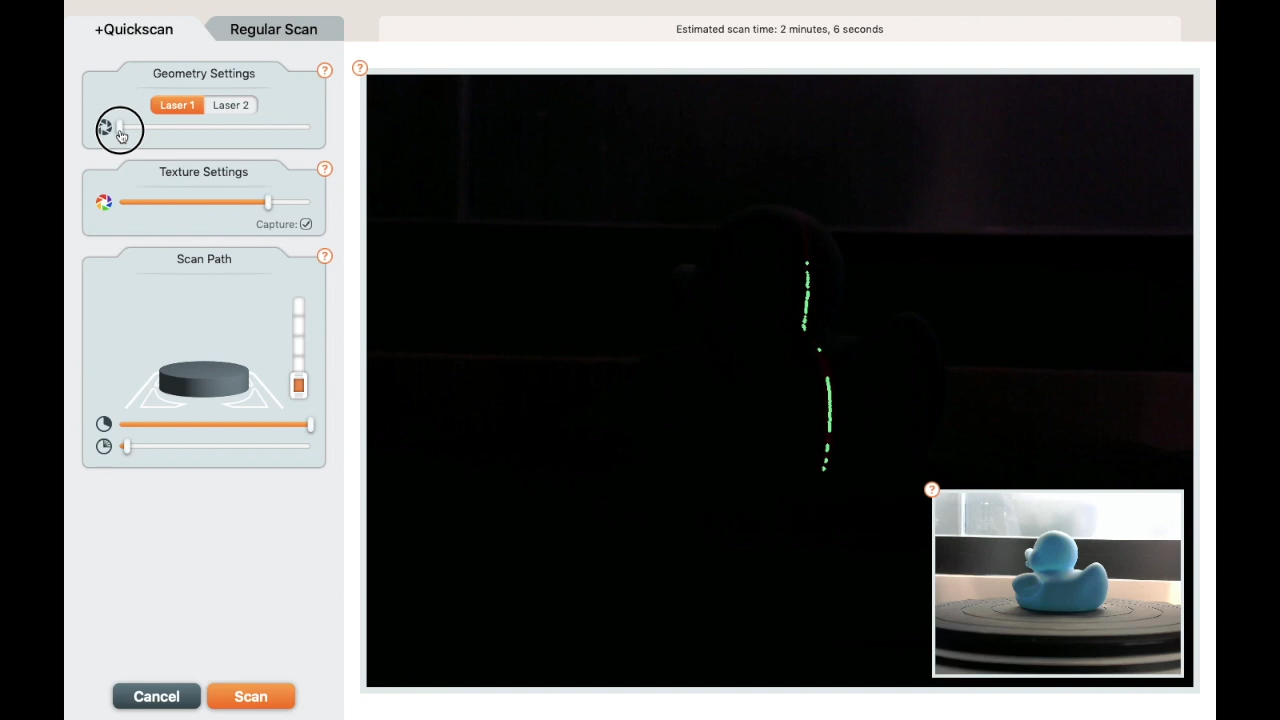 +Quickscan
Regular Scan
Estimated scan time: 2 minutes, 6 seconds
Geometry Settings
?
?
Laser 1
Laser 2
Texture Settings
?
Capture:
Scan Path
?
?
Cancel
Scan